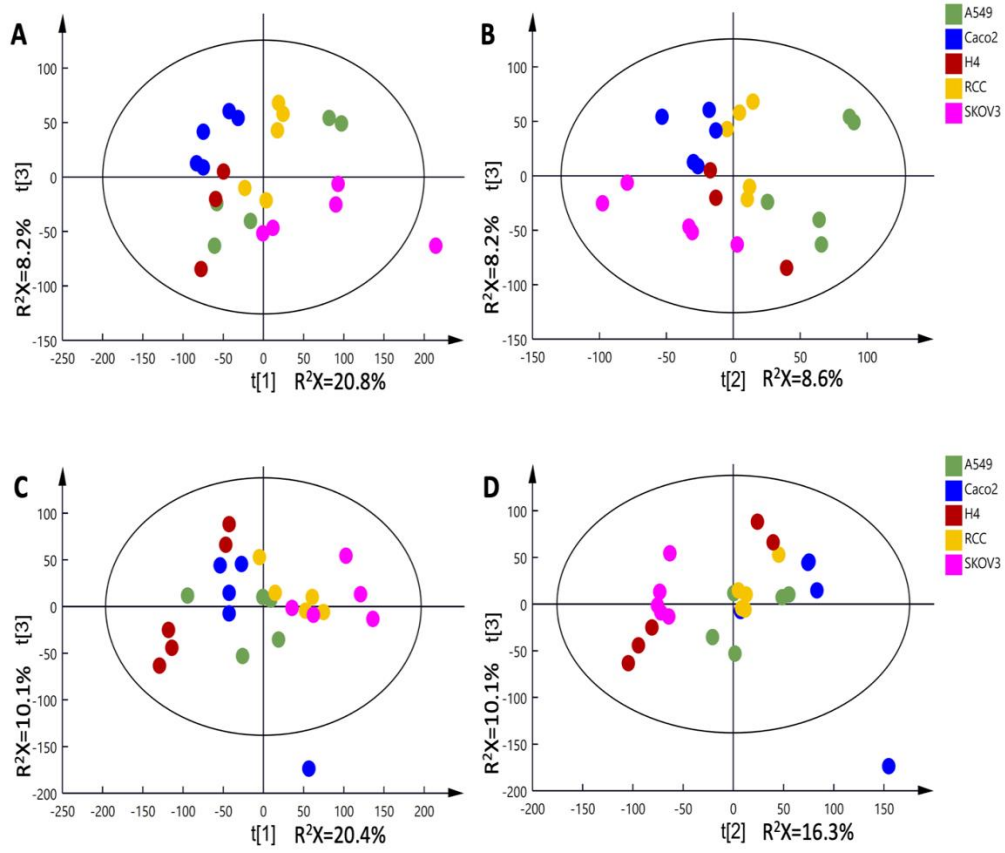 A
t[3]
R²X=8.2%
100
50
0
-50
-100
-150
-250
-200
-150
-100
-50
0
50
100
150
200
t[1]
R²X=20.8%
B
t[3]
R²X=8.2%
100
50
0
-50
-100
-150
-150
-100
-50
0
50
100
t[2]
R²X=8.6%
A549
Caco2
H4
RCC
SKOV3
C
t[3]
R²X=10.1%
100
50
0
-50
-100
-150
-200
-250
-200
-150
-100
-50
0
50
100
150
200
t[1]
R²X=20.4%
D
t[3]
R²X=10.1%
100
50
0
-50
-100
-150
-200
-200
-150
-100
-50
0
50
100
150
t[2]
R²X=16.3%
A549
Caco2
H4
RCC
SKOV3